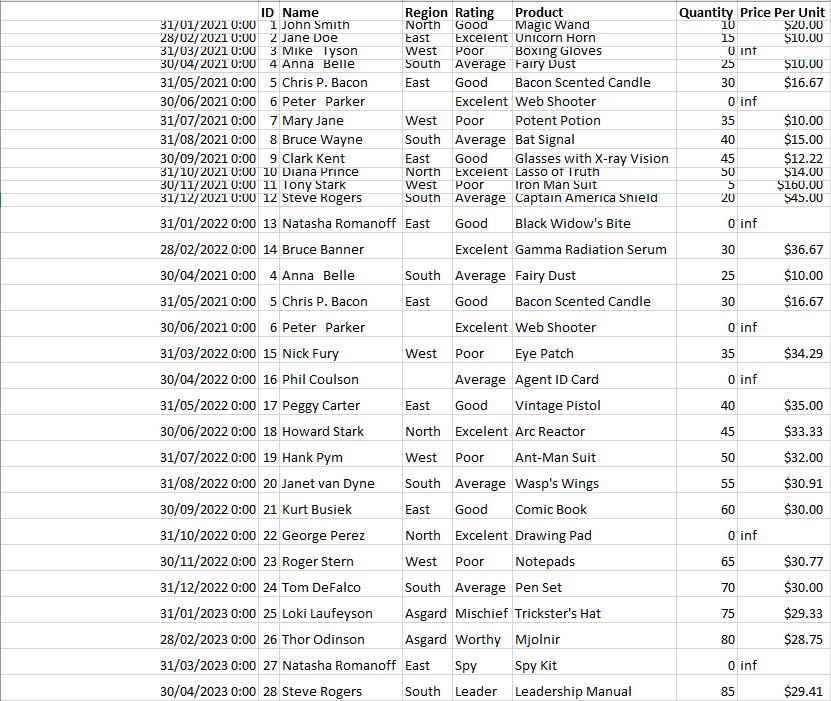 ID Name Region Rating Product Quantity Price Per Unit
31/01/2021 0:00 1 John Smith North Good Magic Wand 10 $20.00
28/02/2021 0:00 2 Jane Doe East Excelent Unicorn Horn 15 $10.00
31/03/2021 0:00 3 Mike Tyson West Poor Boxing Gloves 0 inf
30/04/2021 0:00 4 Anna Belle South Average Fairy Dust 25 $10.00
31/05/2021 0:00 5 Chris P. Bacon East Good Bacon Scented Candle 30 $16.67
30/06/2021 0:00 6 Peter Parker Excelent Web Shooter 0 inf
31/07/2021 0:00 7 Mary Jane West Poor Potent Potion 35 $10.00
31/08/2021 0:00 8 Bruce Wayne South Average Bat Signal 40 $15.00
30/09/2021 0:00 9 Clark Kent East Good Glasses with X-ray Vision 45 $12.22
31/10/2021 0:00 10 Diana Prince North Excelent Lasso of Truth 50 $14.00
30/11/2021 0:00 11 Tony Stark West Poor Iron Man Suit 5 $160.00
31/12/2021 0:00 12 Steve Rogers South Average Captain America Shield 20 $45.00
31/01/2022 0:00 13 Natasha Romanoff East Good Black Widow's Bite 0 inf
28/02/2022 0:00 14 Bruce Banner Excelent Gamma Radiation Serum 30 $36.67
30/04/2021 0:00 4 Anna Belle South Average Fairy Dust 25 $10.00
31/05/2021 0:00 5 Chris P. Bacon East Good Bacon Scented Candle 30 $16.67
30/06/2021 0:00 6 Peter Parker Excelent Web Shooter 0 inf
31/03/2022 0:00 15 Nick Fury West Poor Eye Patch 35 $34.29
30/04/2022 0:00 16 Phil Coulson Average Agent ID Card 0 inf
31/05/2022 0:00 17 Peggy Carter East Good Vintage Pistol 40 $35.00
30/06/2022 0:00 18 Howard Stark North Excelent Arc Reactor 45 $33.33
31/07/2022 0:00 19 Hank Pym West Poor Ant-Man Suit 50 $32.00
31/08/2022 0:00 20 Janet van Dyne South Average Wasp's Wings 55 $30.91
30/09/2022 0:00 21 Kurt Busiek East Good Comic Book 60 $30.00
31/10/2022 0:00 22 George Perez North Excelent Drawing Pad 0 inf
30/11/2022 0:00 23 Roger Stern West Poor Notepads 65 $30.77
31/12/2022 0:00 24 Tom DeFalco South Average Pen Set 70 $30.00
31/01/2023 0:00 25 Loki Laufeyson Asgard Mischief Trickster's Hat 75 $29.33
28/02/2023 0:00 26 Thor Odinson Asgard Worthy Mjolnir 80 $28.75
31/03/2023 0:00 27 Natasha Romanoff East Spy Spy Kit 0 inf
30/04/2023 0:00 28 Steve Rogers South Leader Leadership Manual 85 $29.41